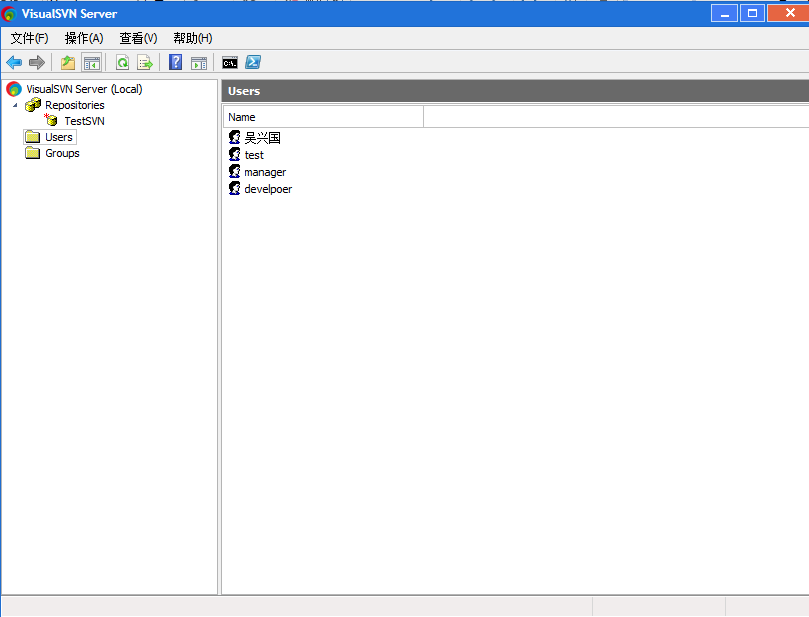 VisualSVN Server
文件(F) 操作(A) 查看(V) 帮助(H)
C:\.
VisualSVN Server (Local)
Repositories
TestSVN
Users
Groups
Users
Name
吴兴国
test
manager
develpoer